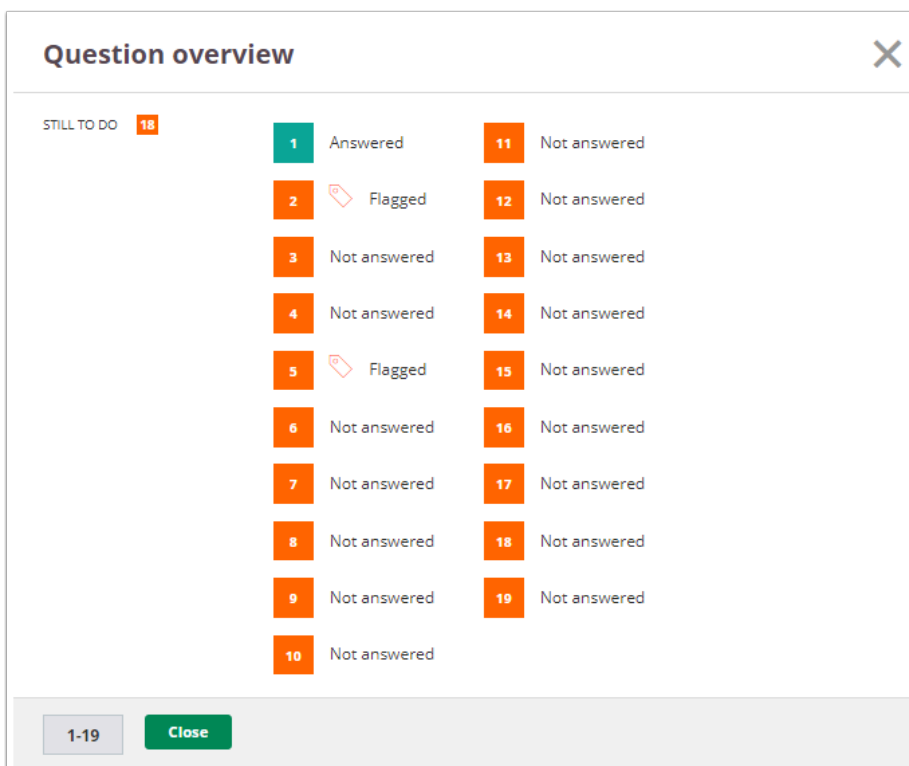 Question overview
STILL TO DO 18
1 Answered
2 Flagged
3 Not answered
4 Not answered
5 Flagged
6 Not answered
7 Not answered
8 Not answered
9 Not answered
10 Not answered
11 Not answered
12 Not answered
13 Not answered
14 Not answered
15 Not answered
16 Not answered
17 Not answered
18 Not answered
19 Not answered
1-19 Close